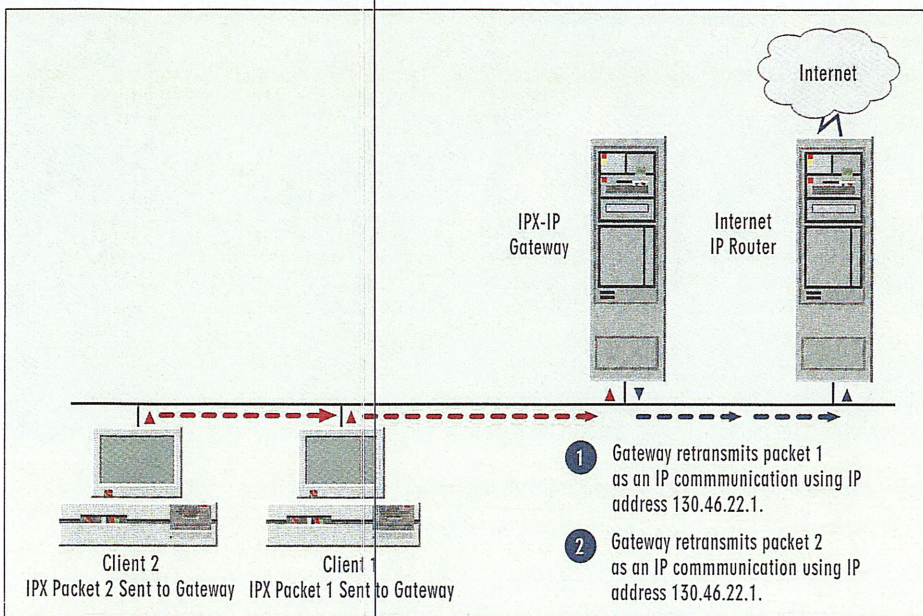 Internet
IPX-IP
Gateway
Internet
IP Router
1 Gateway retransmits packet 1
as an IP commmunication using IP
address 130.46.22.1.
2 Gateway retransmits packet 2
as an IP commmunication using IP
address 130.46.22.1.
Client 2
IPX Packet 2 Sent to Gateway
Client 1
IPX Packet 1 Sent to Gateway